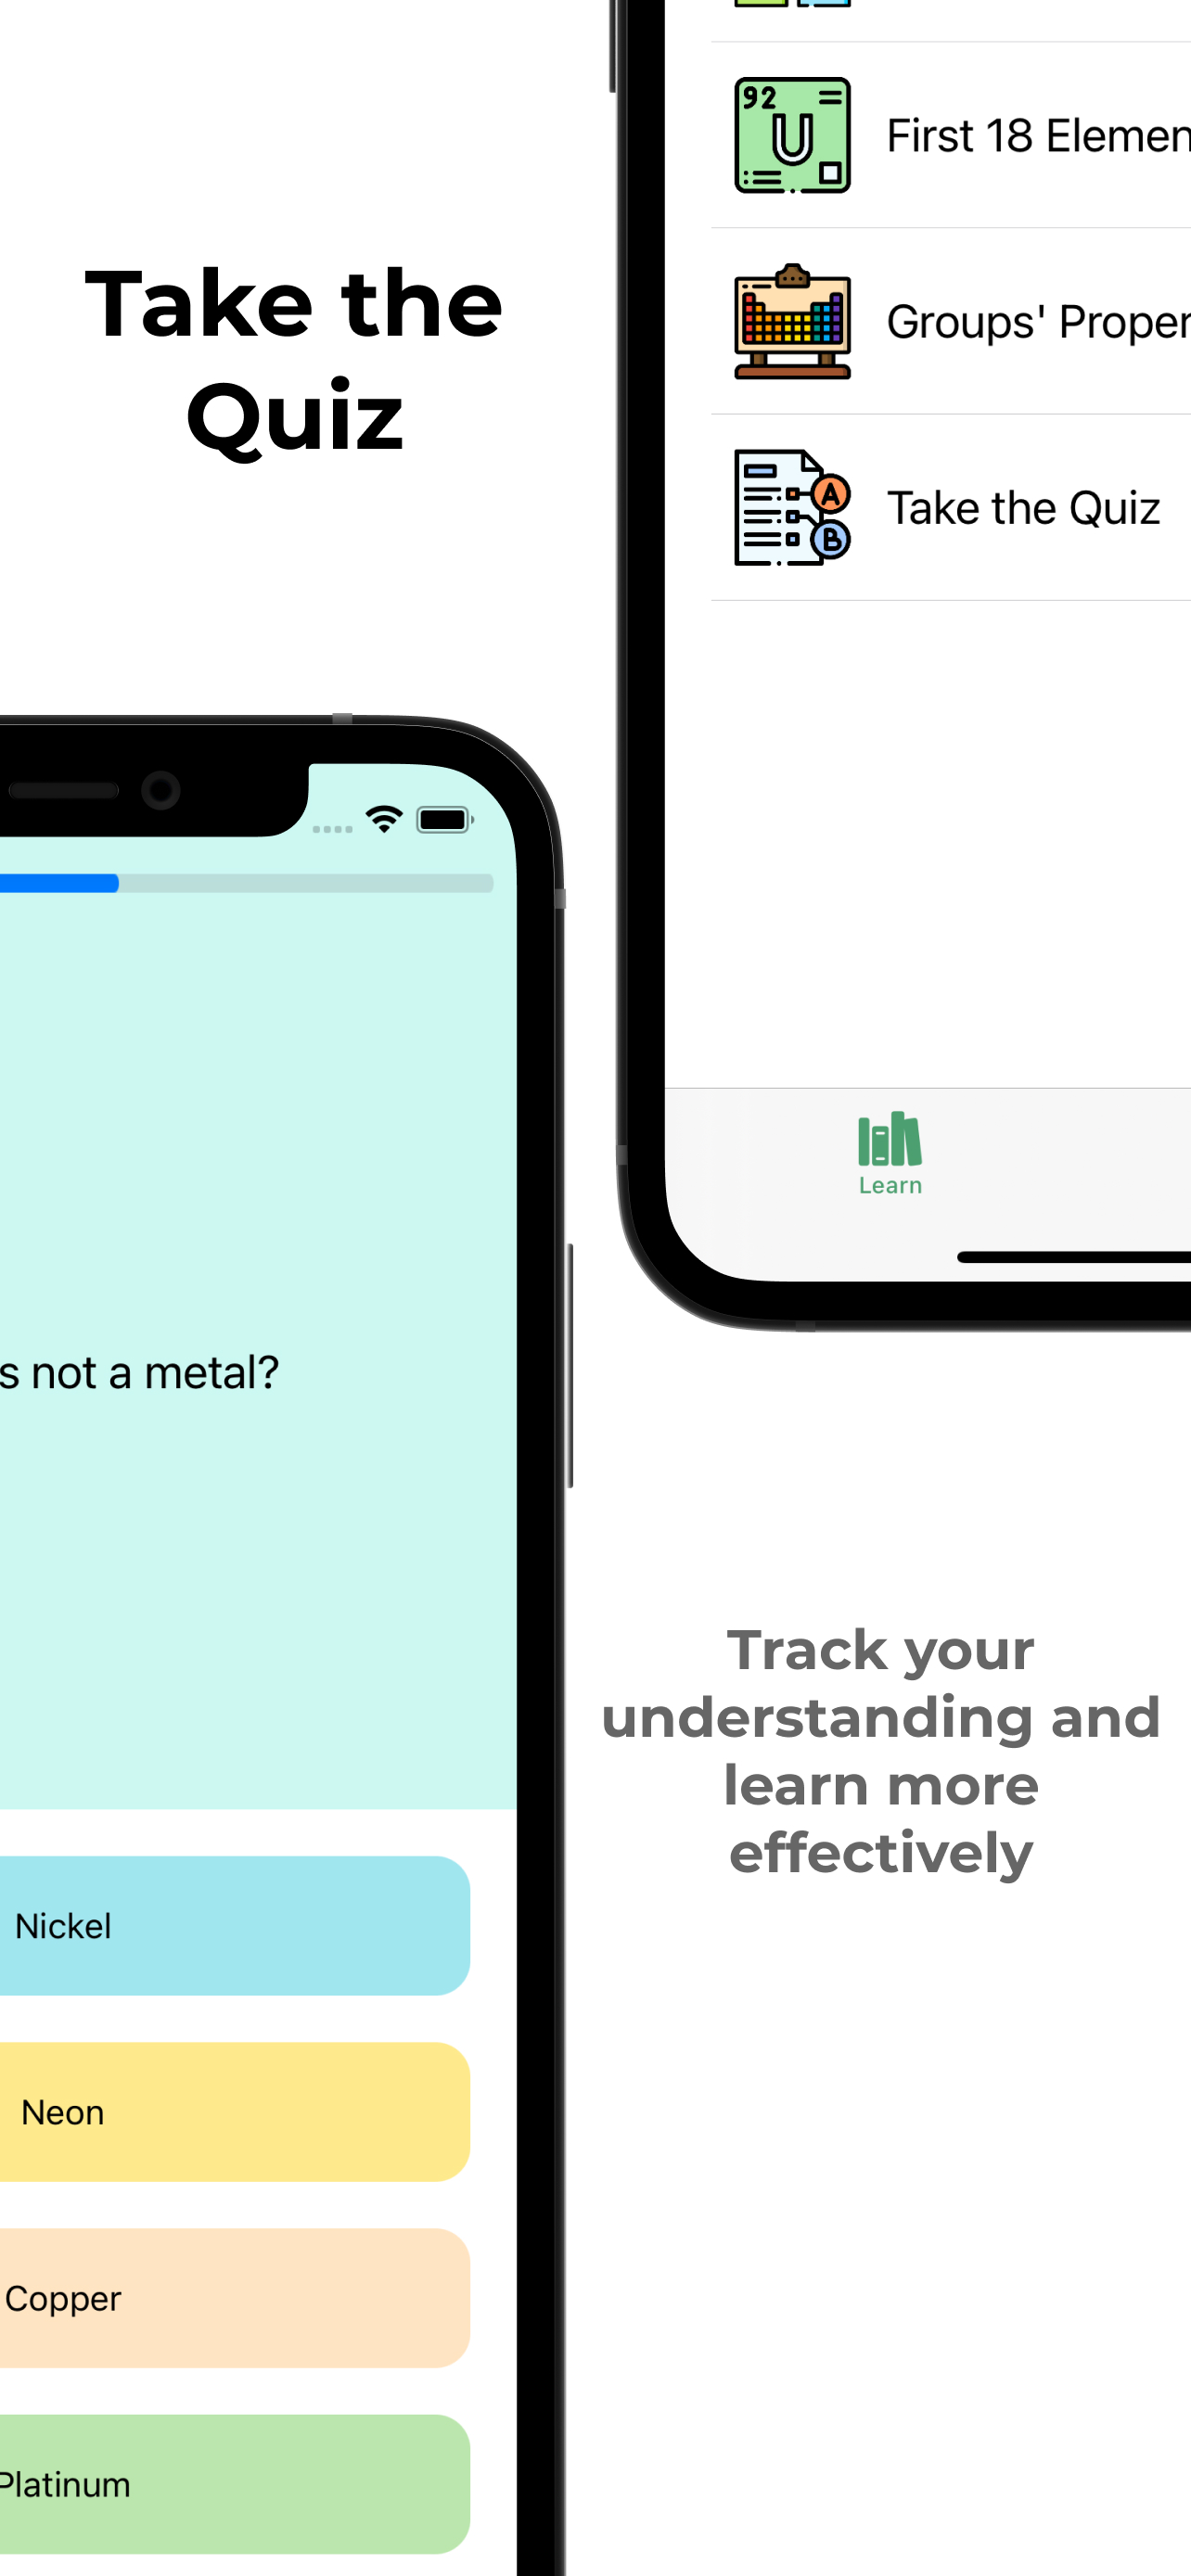 Take the
Quiz
s not a metal?
Nickel
Neon
Copper
Platinum
92
U
First 18 Elemen
Groups' Proper
A
B
Take the Quiz
Learn
Track your
understanding and
learn more
effectively